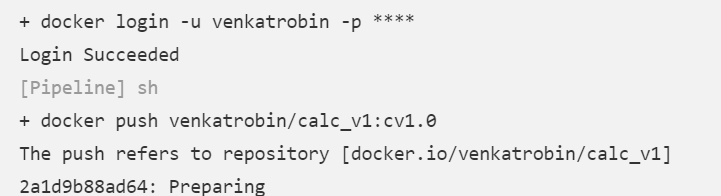 + docker login -u venkatrobin -p ****
Login Succeeded
[Pipeline] sh
+ docker push venkatrobin/calc_v1:cv1.0
The push refers to repository [docker.io/venkatrobin/calc_v1]
2a1d9b88ad64: Preparing